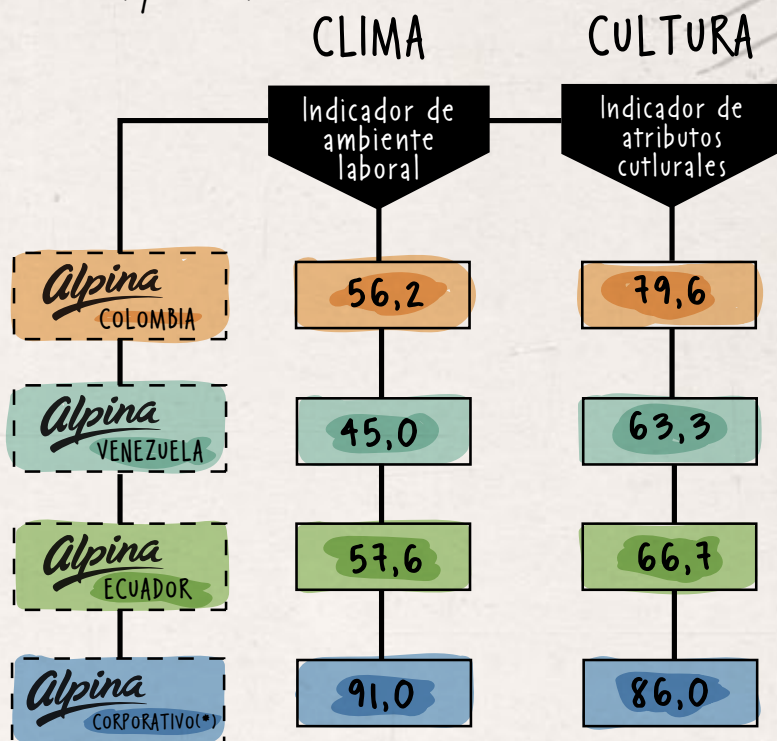 CLIMA
CULTURA
Indicador de
ambiente
laboral
Indicador de
atributos
cutlurales
Alpina
COLOMBIA
56,2
79,6
Alpina
VENEZUELA
45,0
63,3
Alpina
ECUADOR
57,6
66,7
Alpina
CORPORATIVO(*)
91,0
86,0